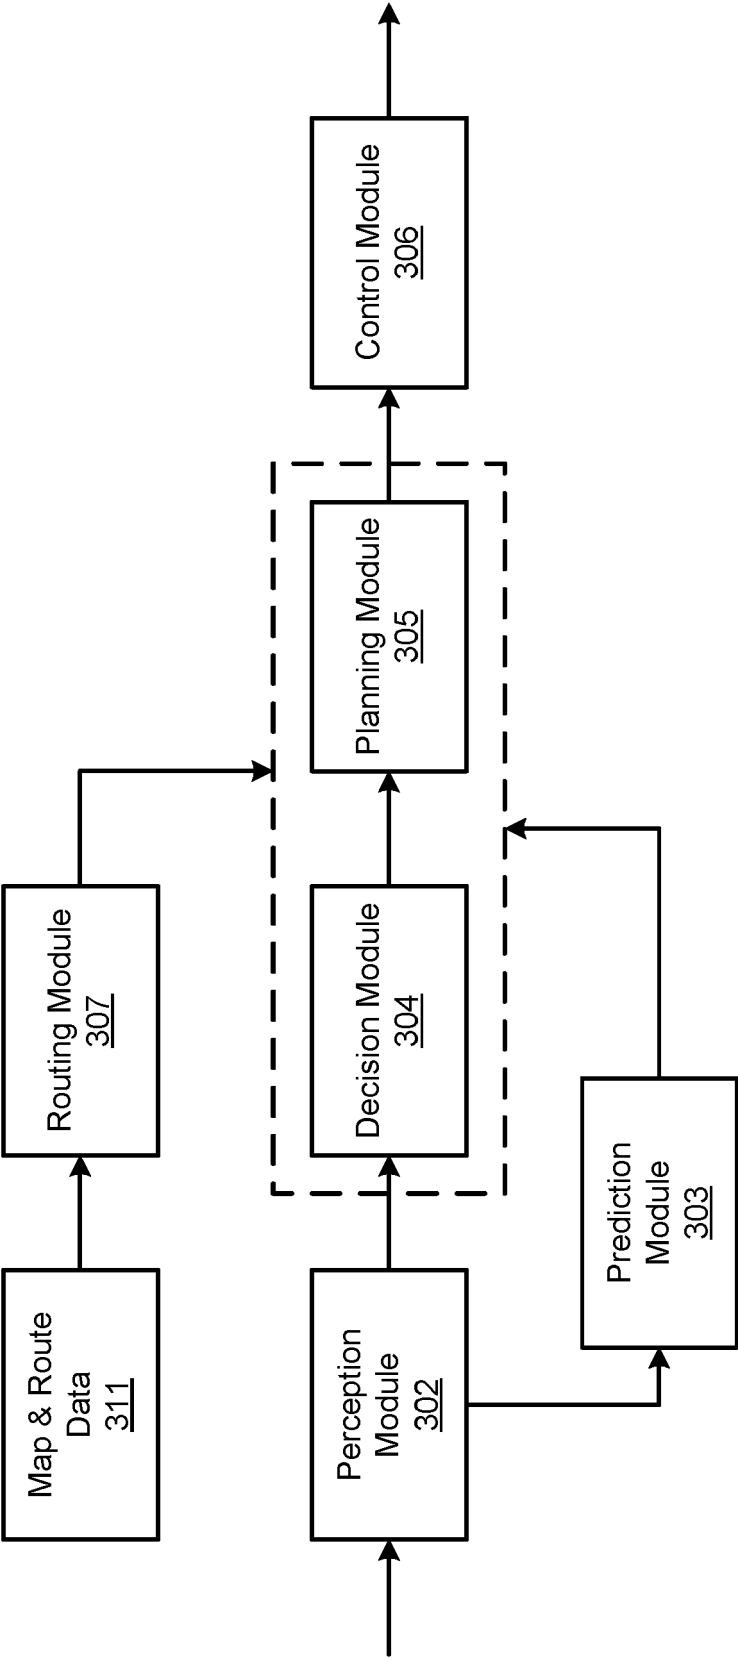 Map & Route
Data
311
Routing Module
307
Perception
Module
302
Decision Module
304
Planning Module
305
Control Module
306
Prediction
Module
303